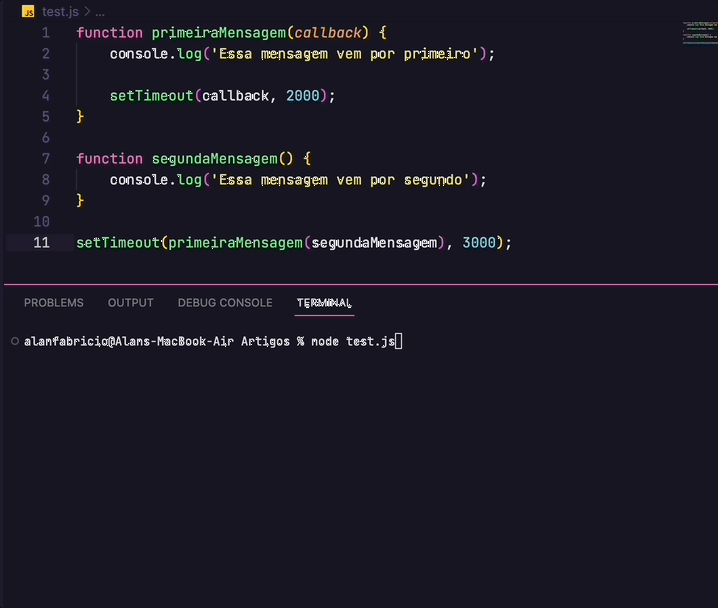 JS test.js > ...
1 function primeiraMensagem(callback) {
2     console.log('Essa mensagem vem por primeiro');
3
4     setTimeout(callback, 2000);
5 }
6
7 function segundaMensagem() {
8     console.log('Essa mensagem vem por segundo');
9 }
10
11 setTimeout(primeiraMensagem(segundaMensagem), 3000);
PROBLEMS OUTPUT DEBUG CONSOLE TERMINAL
alanfabricio@Alans-MacBook-Air Artigos % node test.js